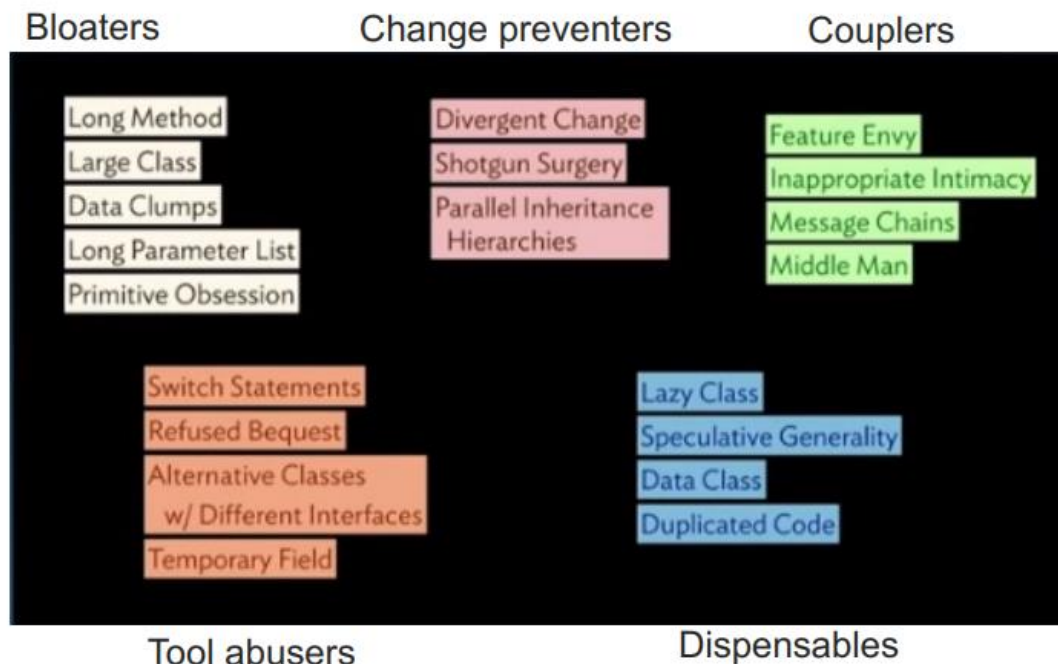 Bloaters
Change preventers
Couplers
Long Method
Large Class
Data Clumps
Long Parameter List
Primitive Obsession
Divergent Change
Shotgun Surgery
Parallel Inheritance
Hierarchies
Feature Envy
Inappropriate Intimacy
Message Chains
Middle Man
Switch Statements
Refused Bequest
Alternative Classes
w/ Different Interfaces
Temporary Field
Lazy Class
Speculative Generality
Data Class
Duplicated Code
Tool abusers
Dispensables